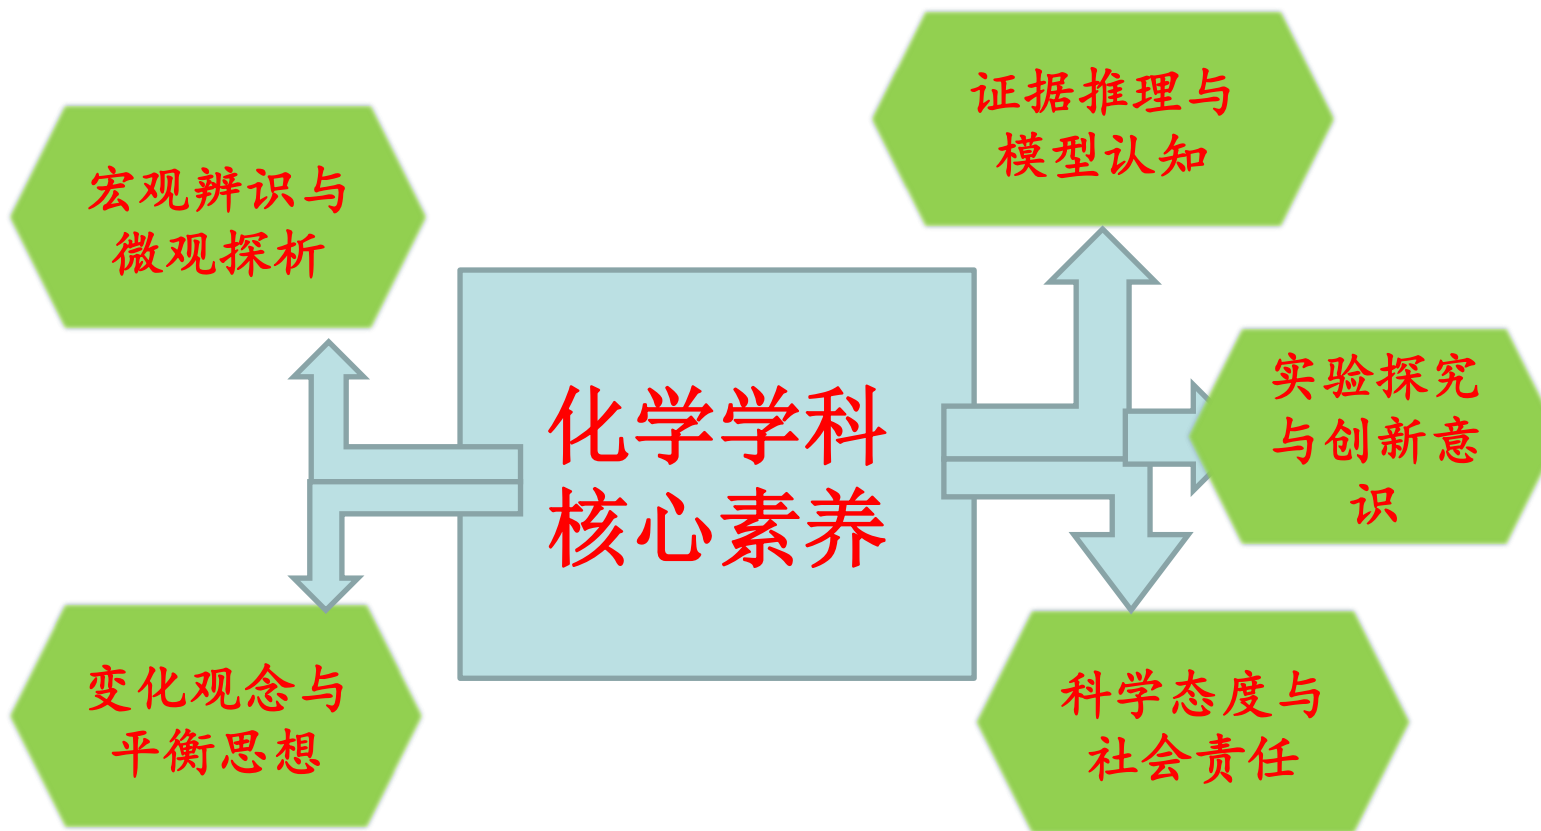 宏观辨识与
微观探析
变化观念与
平衡思想
化学学科
核心素养
证据推理与
模型认知
实验探究
与创新意
识
科学态度与
社会责任